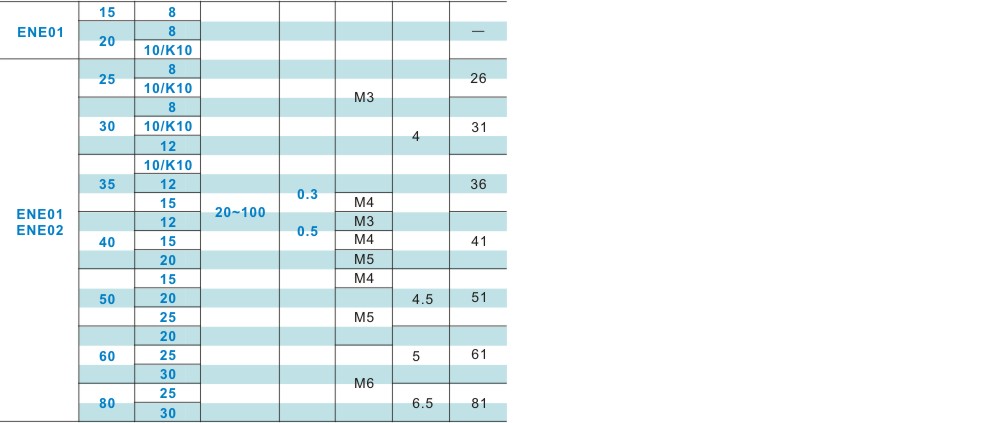 15 8
ENE01 8 —
20
10/K10
8
25 26
10/K10
M3
8
30 10/K10 31
4
12
10/K10
35 12 36
0.3
15 M4
ENE01 20~100 12 M3
ENE02 0.5
40 15 M4 41
20 M5
15 M4
50 20 4.5 51
25 M5
20
60 25 5 61
30
M6
25
80 6.5 81
30